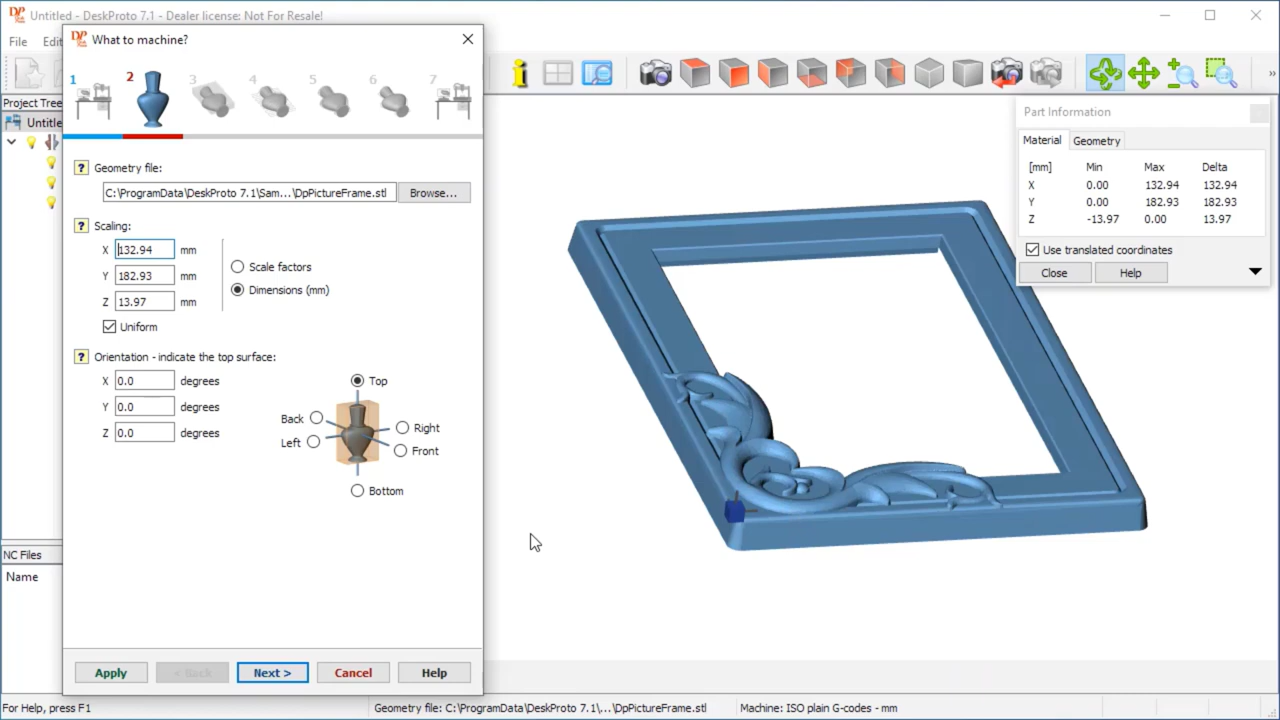 Untitled - DeskProto 7.1 - Dealer license: Not For Resale!
File Edi
What to machine?
1 2 3 4 5 6 7
Project Tree
Untitle
? Geometry file:
C:\ProgramData\DeskProto 7.1\Sam...\DpPictureFrame.stl Browse...
? Scaling:
X 132.94 mm
Y 182.93 mm
Z 13.97 mm
Scale factors
Dimensions (mm)
Uniform
? Orientation - indicate the top surface:
X 0.0 degrees
Y 0.0 degrees
Z 0.0 degrees
Top
Back
Right
Left
Front
Bottom
Apply < Back Next > Cancel Help
NC Files
Name
Part Information
Material Geometry
[mm] Min Max Delta
X 0.00 132.94 132.94
Y 0.00 182.93 182.93
Z -13.97 0.00 13.97
Use translated coordinates
Close Help
For Help, press F1
Geometry file: C:\ProgramData\DeskProto 7.1\...\DpPictureFrame.stl
Machine: ISO plain G-codes - mm